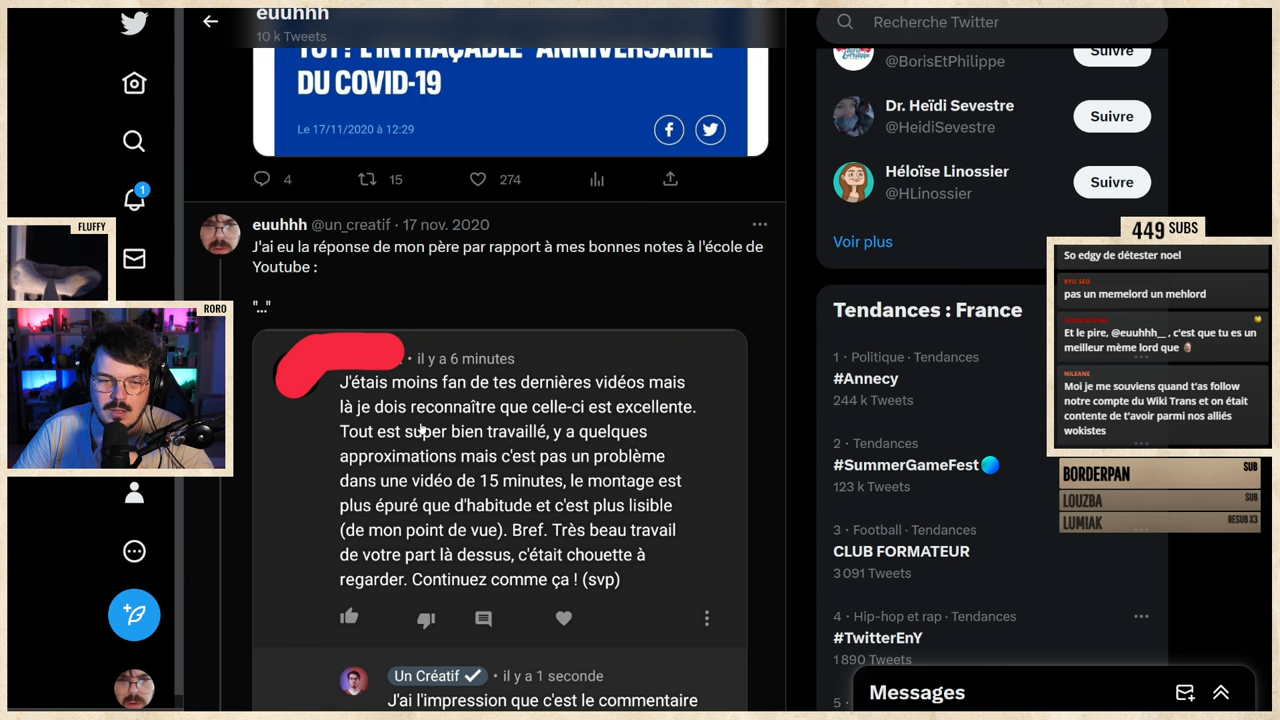 euuhhh
10 k Tweets
TOT! L'INTRAÇABLE ANNIVERSAIRE
DU COVID-19
Le 17/11/2020 à 12:29
4
15
274
euuhhh @un_creatif · 17 nov. 2020
J'ai eu la réponse de mon père par rapport à mes bonnes notes à l'école de
Youtube :
"..."
· il y a 6 minutes
J'étais moins fan de tes dernières vidéos mais
là je dois reconnaître que celle-ci est excellente.
Tout est super bien travaillé, y a quelques
approximations mais c'est pas un problème
dans une vidéo de 15 minutes, le montage est
plus épuré que d'habitude et c'est plus lisible
(de mon point de vue). Bref. Très beau travail
de votre part là dessus, c'était chouette à
regarder. Continuez comme ça ! (svp)
Un Créatif · il y a 1 seconde
J'ai l'impression que c'est le commentaire
1
FLUFFY
RORO
Recherche Twitter
@BorisEtPhilippe
Suivre
Dr. Heïdi Sevestre
@HeidiSevestre
Suivre
Héloïse Linossier
@HLinossier
Suivre
Voir plus
Tendances : France
1 · Politique · Tendances
#Annecy
244 k Tweets
2 · Tendances
#SummerGameFest
123 k Tweets
3 · Football · Tendances
CLUB FORMATEUR
3 091 Tweets
4 · Hip-hop et rap · Tendances
#TwitterEnY
1 890 Tweets
5 ·
Messages
449 SUBS
So edgy de détester noel
KYU SEO
pas un memelord un mehlord
Et le pire, @euuhhh__ , c'est que tu es un
meilleur mème lord que
NILEANE
Moi je me souviens quand t'as follow
notre compte du Wiki Trans et on était
contente de t'avoir parmi nos alliés
wokistes
BORDERPAN SUB
LOUZBA SUB
LUMIAK RESUB X3